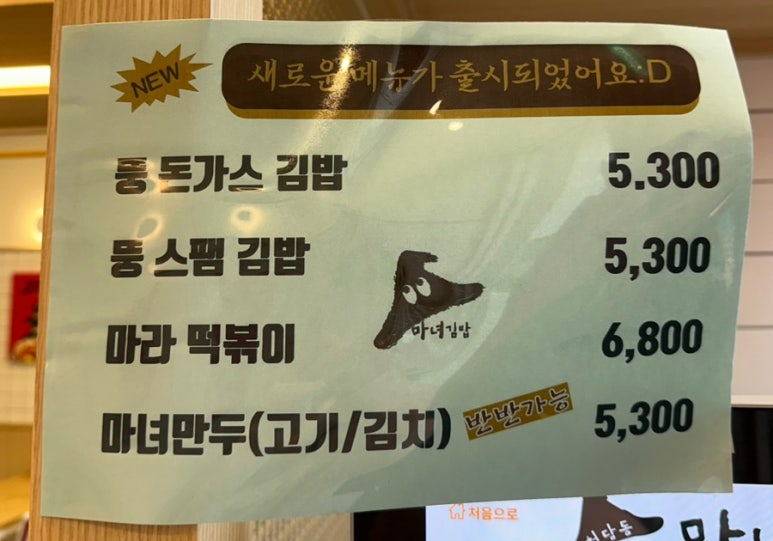 NEW
새로운 메뉴가 출시되었어요:D
뚱 돈가스 김밥 5.300
뚱 스팸 김밥 5,300
마녀김밥
마라 떡볶이 6,800
마녀만두(고기/김치) 반반가능 5,300
처음으로